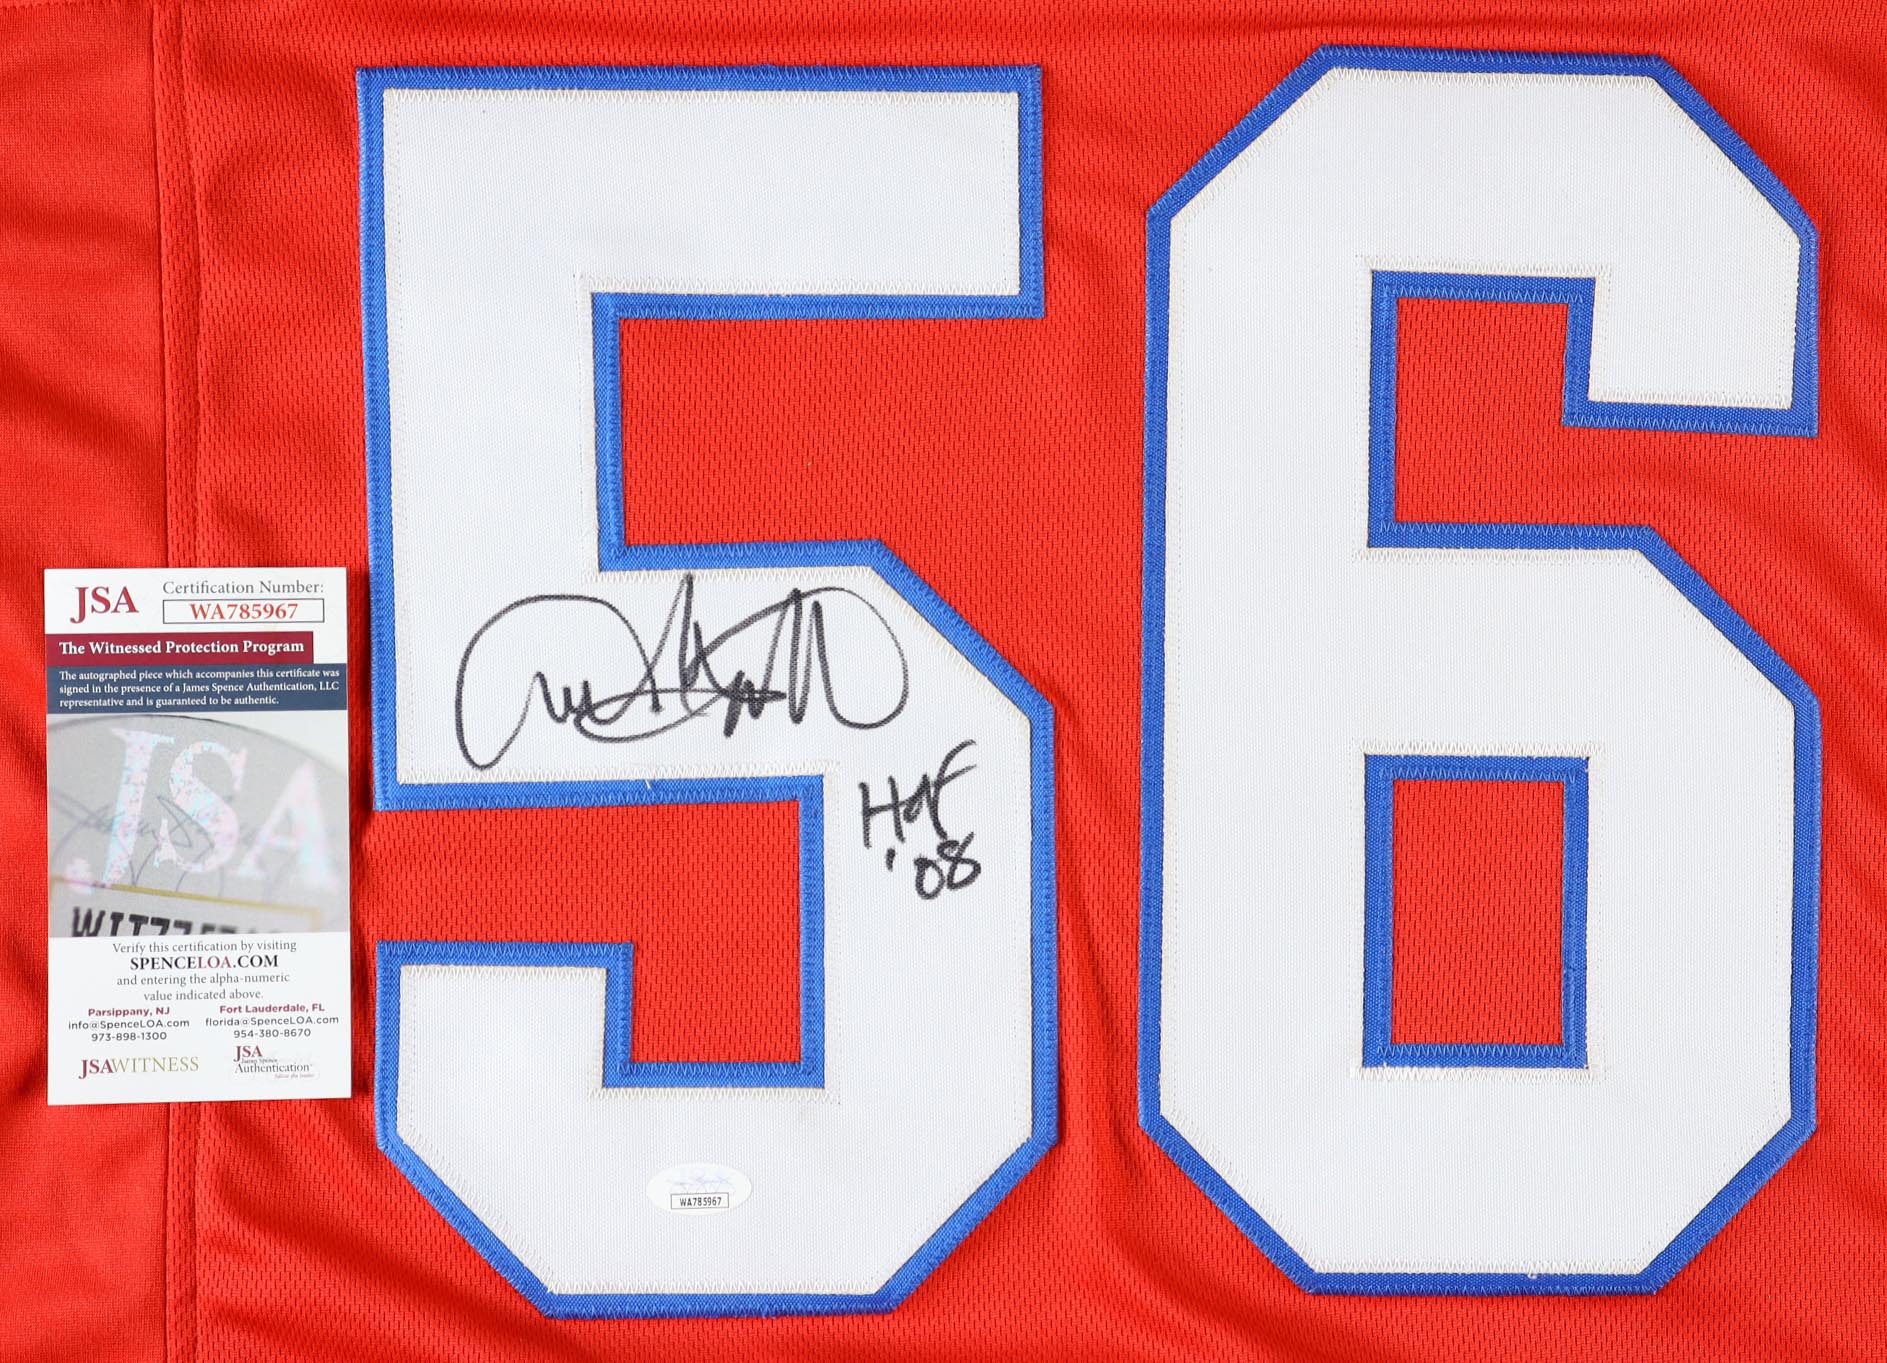 56
JSA
Certification Number:
WA785967
The Witnessed Protection Program
The autographed piece which accompanies this certificate was
signed in the presence of a James Spence Authentication, LLC
representative and is guaranteed to be authentic.
JSA
Verify this certification by visiting
SPENCELOA.COM
and entering the alpha-numeric
value indicated above.
Parsippany, NJ
info@SpenceLOA.com
973-898-1300
Fort Lauderdale, FL
florida@SpenceLOA.com
954-380-8670
JSAWITNESS
JSA
James Spence
Authentication
HOF
'08
WA785967